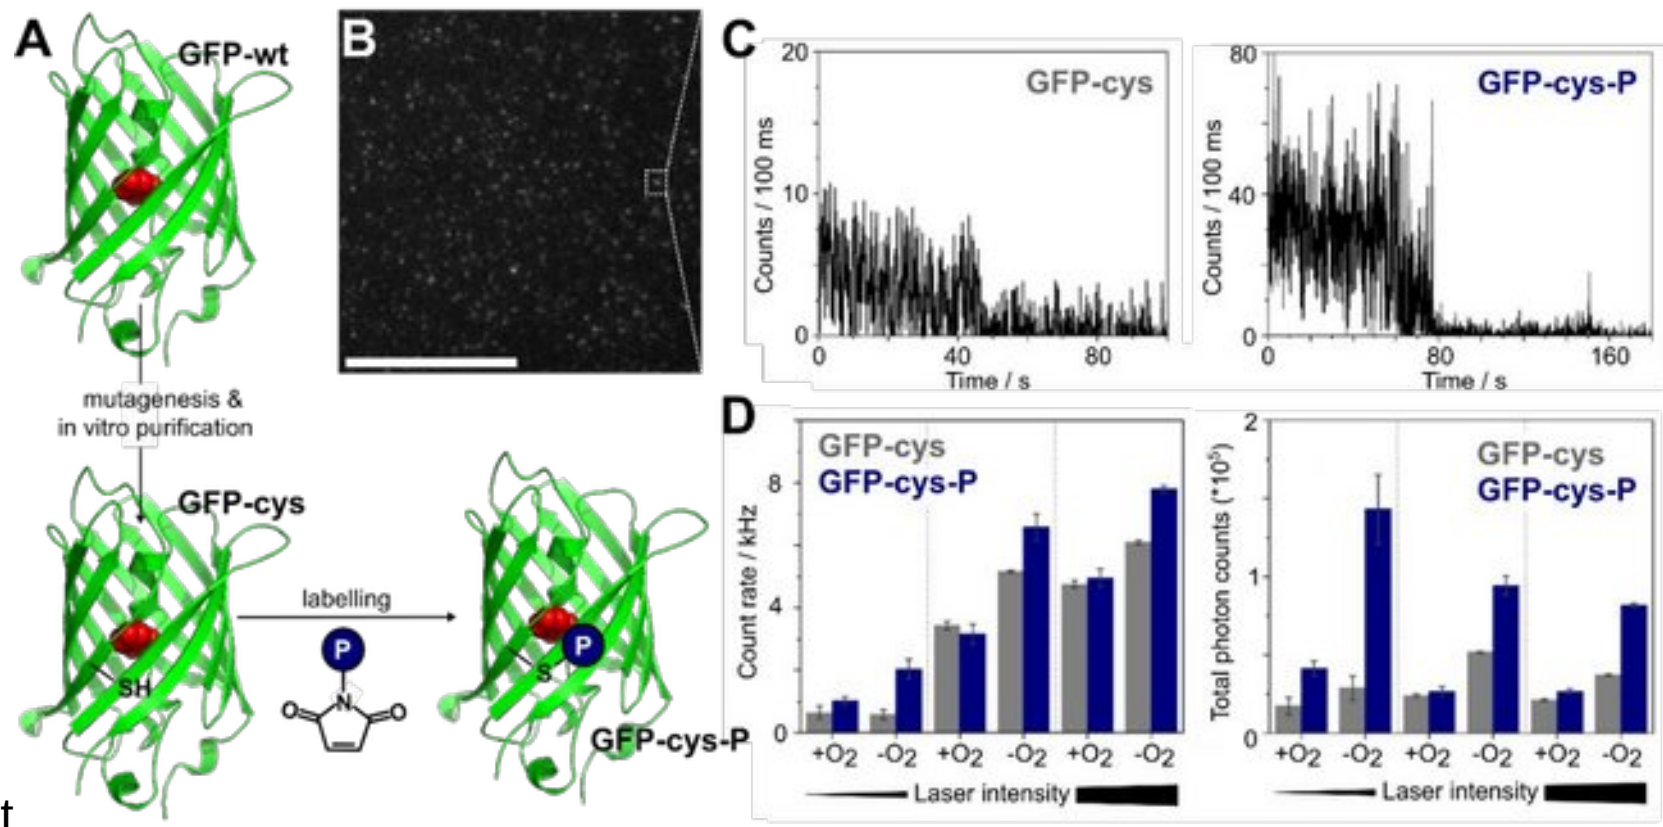 A
GFP-wt
mutagenesis &
in vitro purification
GFP-cys
SH
labelling
P
N
O
O
S
P
GFP-cys-P
t
B
C
20
10
0
Counts / 100 ms
GFP-cys
0 40 80
Time / s
80
40
0
Counts / 100 ms
GFP-cys-P
0 80 160
Time / s
D
GFP-cys
GFP-cys-P
8
4
0
Count rate / kHz
+O2 -O2 +O2 -O2 +O2 -O2
Laser intensity
GFP-cys
GFP-cys-P
2
1
0
Total photon counts (*10⁵)
+O2 -O2 +O2 -O2 +O2 -O2
Laser intensity